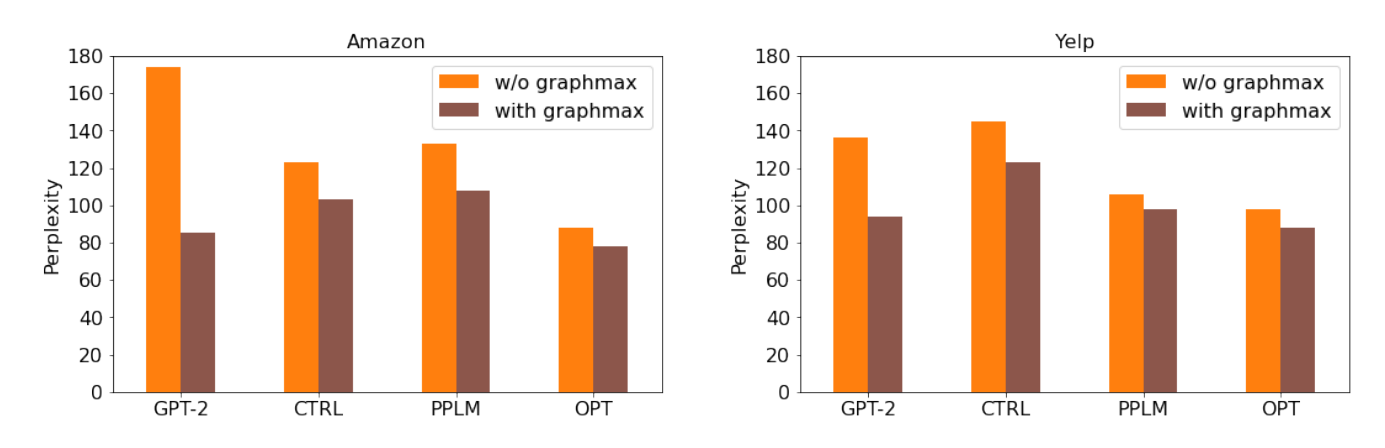 Amazon
180
160
140
120
100
80
60
40
20
0
Perplexity
w/o graphmax
with graphmax
GPT-2 CTRL PPLM OPT
Yelp
180
160
140
120
100
80
60
40
20
0
Perplexity
w/o graphmax
with graphmax
GPT-2 CTRL PPLM OPT